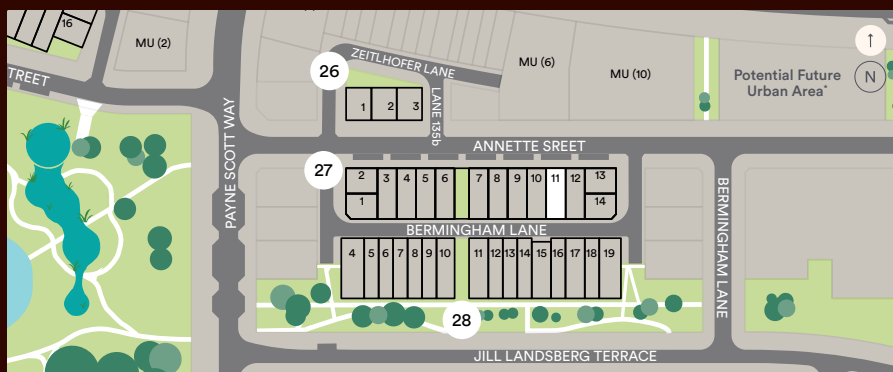 16
MU (2)
TREET
26
ZEITLHOFER LANE
MU (6)
MU (10)
Potential Future
Urban Area*
↑
N
1 2 3
LANE 135b
PAYNE SCOTT WAY
ANNETTE SREET
27
2 3 4 5 6 7 8 9 10 11 12 13
1 14
BERMINGHAM LANE
BERMINGHAM LANE
4 5 6 7 8 9 10 11 12 13 14 15 16 17 18 19
28
JILL LANDSBERG TERRACE